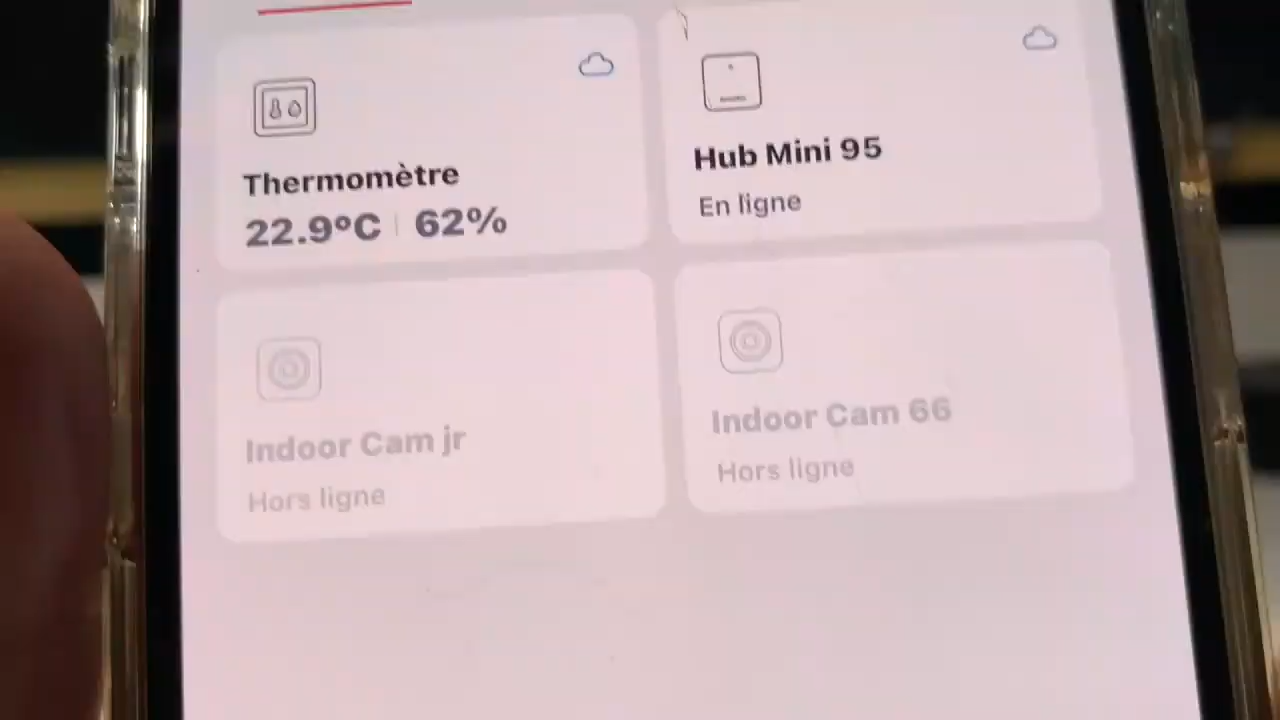 Thermomètre
22.9°C | 62%
Hub Mini 95
En ligne
Indoor Cam jr
Hors ligne
Indoor Cam 66
Hors ligne